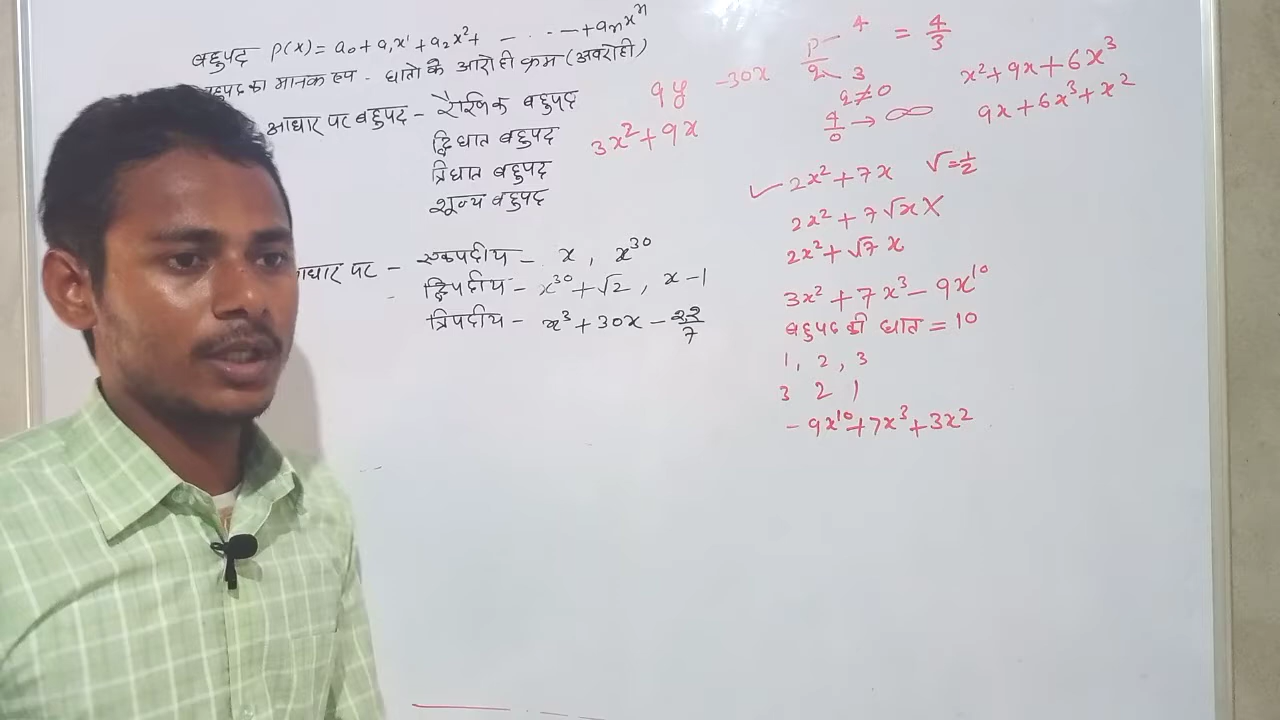 बहुपद P(x) = a₀ + a₁x¹ + a₂x² + - . .. - + aₙxⁿ
बहुपद का मानक रूप - घातो के आरोही क्रम (अवरोही)
आधार पर बहुपद - रैखिक बहुपद
द्विघात बहुपद
त्रिघात बहुपद
शून्य बहुपद
आधार पर - एकपदीय - x , x³⁰
द्विपदीय - x³⁰ + √2 , x - 1
त्रिपदीय - x³ + 30x - 22/7
9y -30x
3x² + 9x
p/q 4 3 = 4/3
q ≠ 0
4/0 → ∞
x² + 9x + 6x³
9x + 6x³ + x²
✓ 2x² + 7x √ = 1/2
2x² + 7√x X
2x² + √7 x
3x² + 7x³ - 9x¹⁰
बहुपद की घात = 10
1, 2, 3
3 2 1
- 9x¹⁰ + 7x³ + 3x²